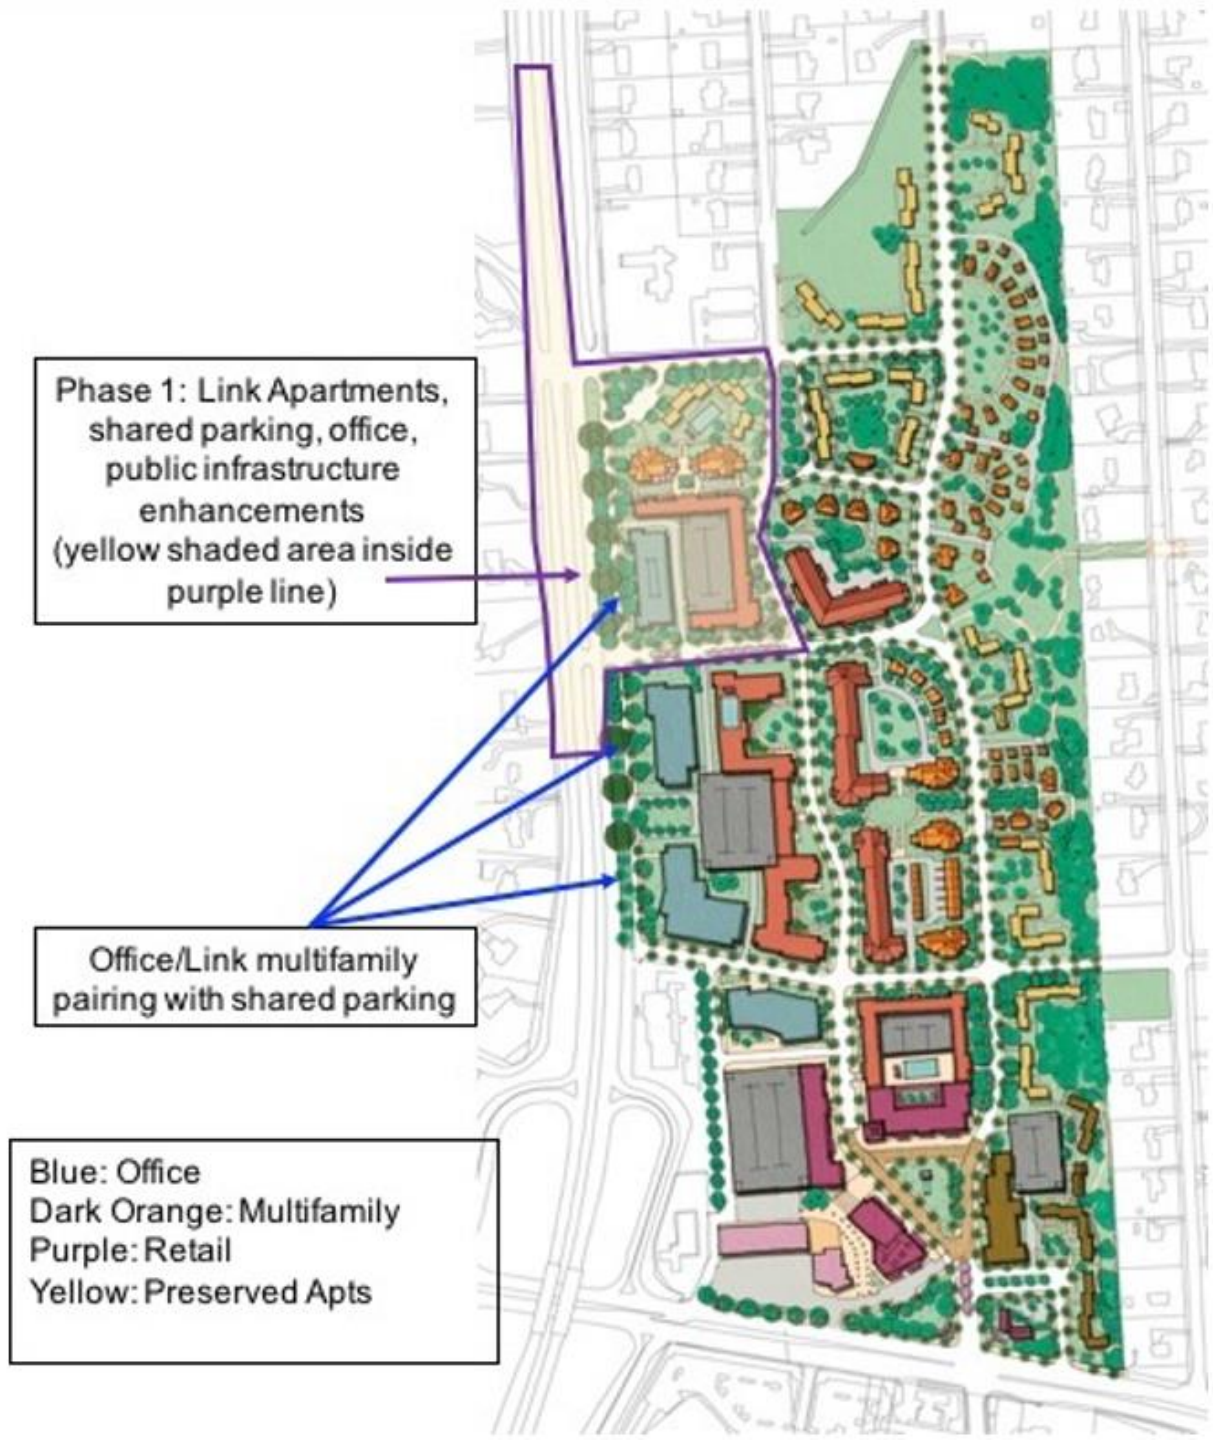 Phase 1: Link Apartments,
shared parking, office,
public infrastructure
enhancements
(yellow shaded area inside
purple line)
Office/Link multifamily
pairing with shared parking
Blue: Office
Dark Orange: Multifamily
Purple: Retail
Yellow: Preserved Apts